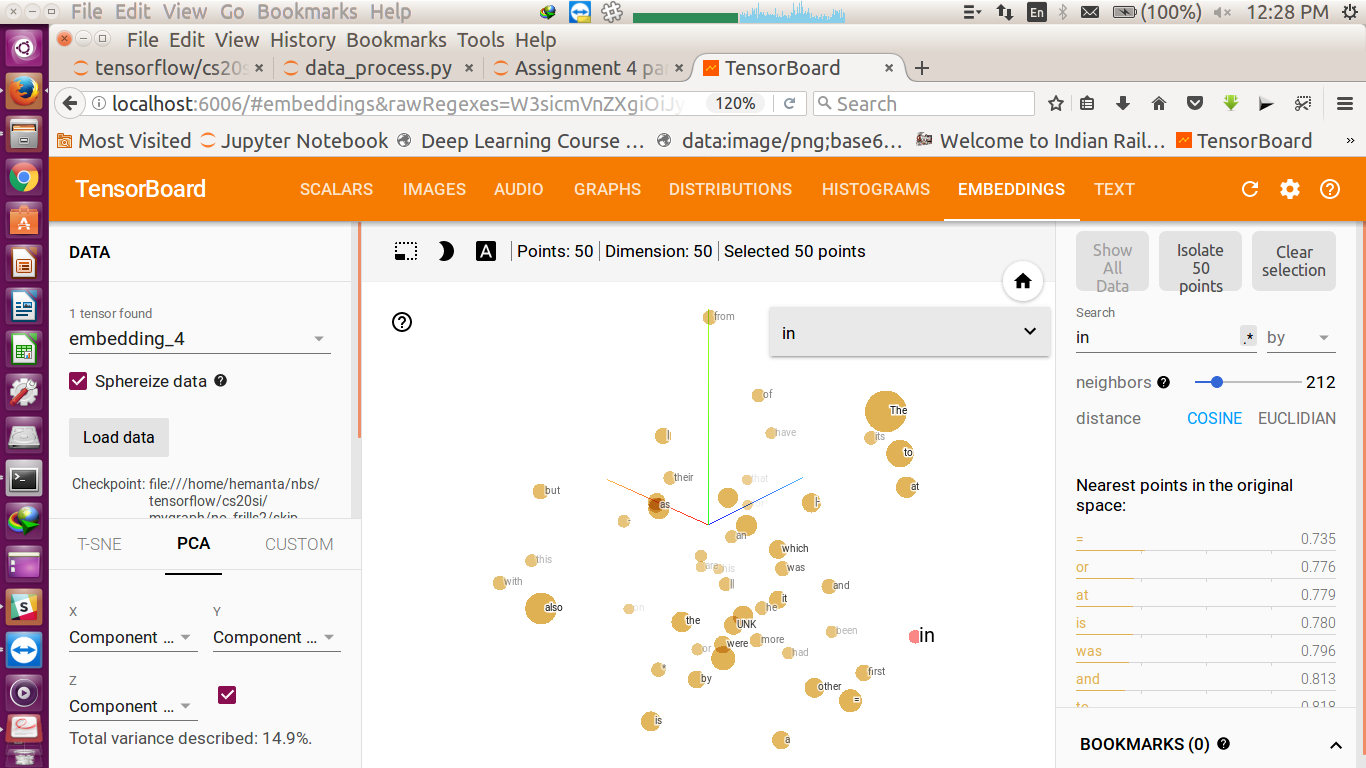 File Edit View Go Bookmarks Help
En (100%) 12:28 PM
File Edit View History Bookmarks Tools Help
tensorflow/cs20s × data_process.py × Assignment 4 pa × TensorBoard × +
localhost:6006/#embeddings&rawRegexes=W3sicmVnZXgiOiJy 120% Search
Most Visited Jupyter Notebook Deep Learning Course ... data:image/png;base6... Welcome to Indian Rail... TensorBoard »
TensorBoard SCALARS IMAGES AUDIO GRAPHS DISTRIBUTIONS HISTOGRAMS EMBEDDINGS TEXT
DATA
1 tensor found
embedding_4
Sphereize data
Load data
Checkpoint: file:///home/hemanta/nbs/
tensorflow/cs20si/
mygraph/no_frills2/skip
T-SNE PCA CUSTOM
X Y
Component ... Component ...
Z
Component ...
Total variance described: 14.9%.
A Points: 50 Dimension: 50 Selected 50 points
in
from
of
The
have
its
to
their
that
at
but
as
an
which
this
are
his
was
with
and
it
also
on
he
the
UNK
been
in
were
more
or
had
by
first
other
=
is
a
Show
All
Data
Isolate
50
points
Clear
selection
Search
in .* by
neighbors 212
distance COSINE EUCLIDIAN
Nearest points in the original
space:
= 0.735
or 0.776
at 0.779
is 0.780
was 0.796
and 0.813
to 0.818
BOOKMARKS (0)